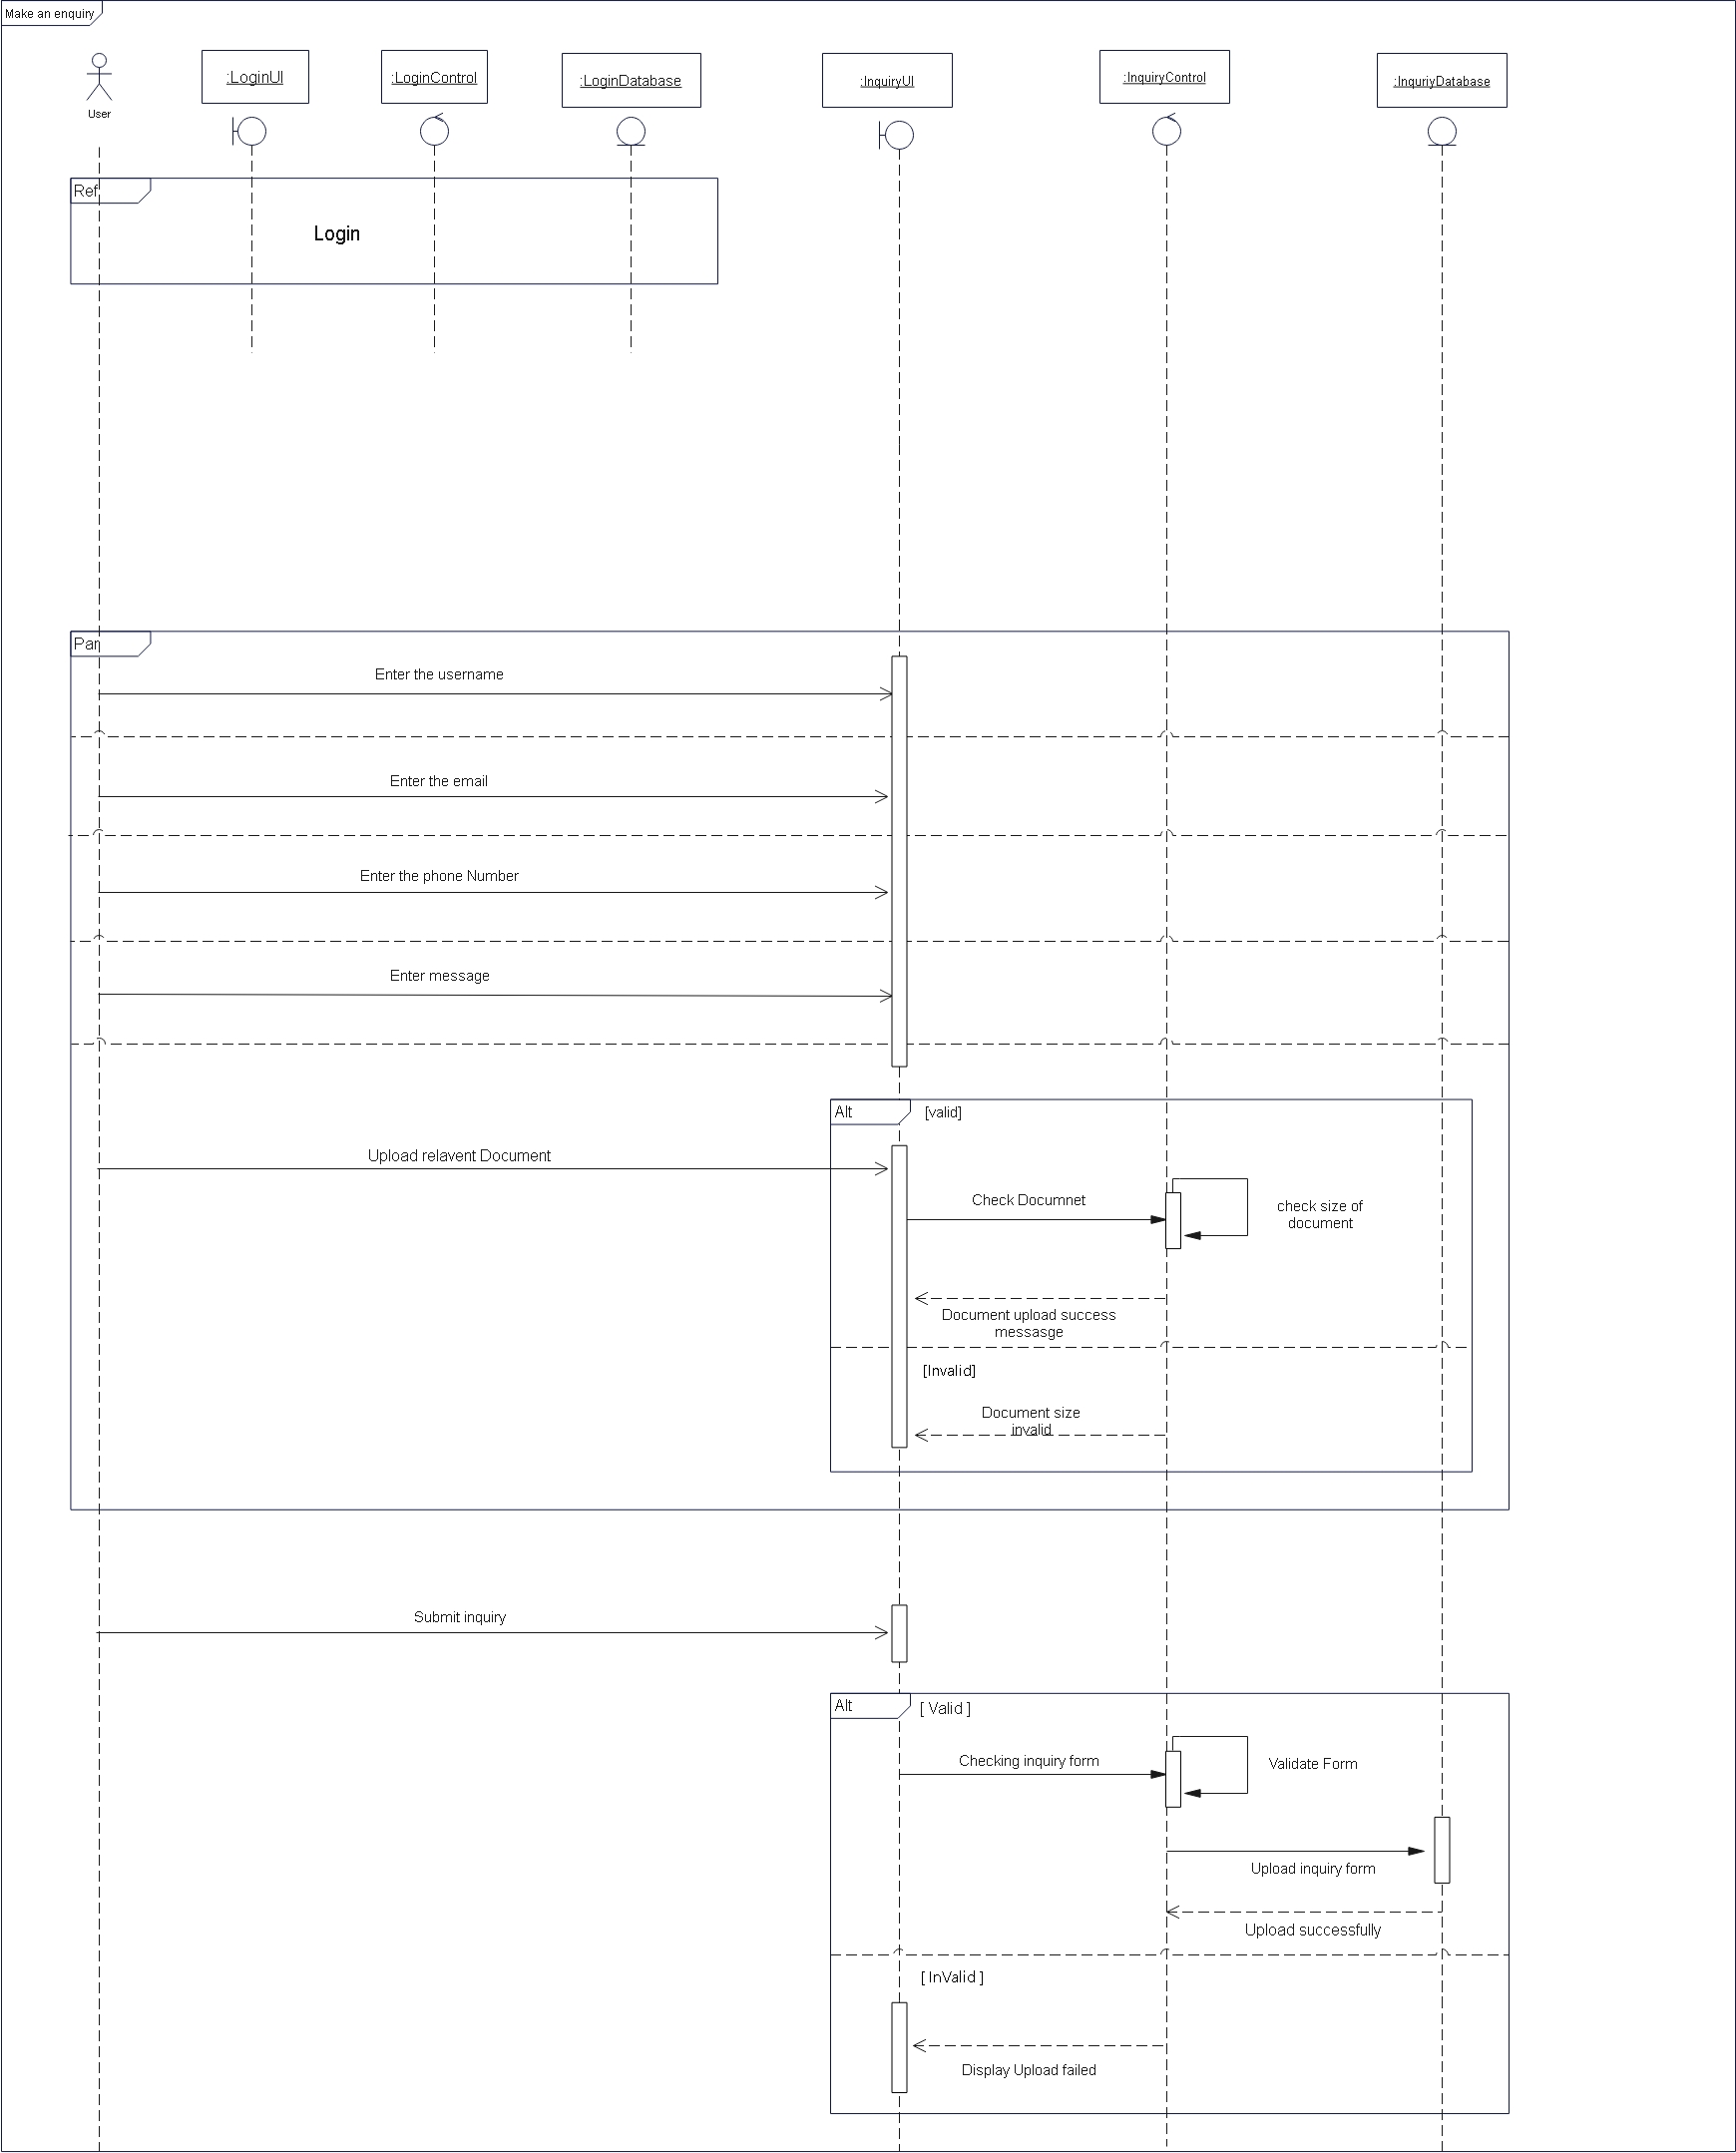 Make an enquiry
:LoginUI
:LoginControl
:LoginDatabase
:InquiryUI
:InquiryControl
:InquriyDatabase
User
Ref
Login
Par
Enter the username
Enter the email
Enter the phone Number
Enter message
Alt
[valid]
Upload relavent Document
Check Documnet
check size of
document
Document upload success
messasge
[Invalid]
Document size
invalid
Submit inquiry
Alt
[ Valid ]
Checking inquiry form
Validate Form
Upload inquiry form
Upload successfully
[ InValid ]
Display Upload failed